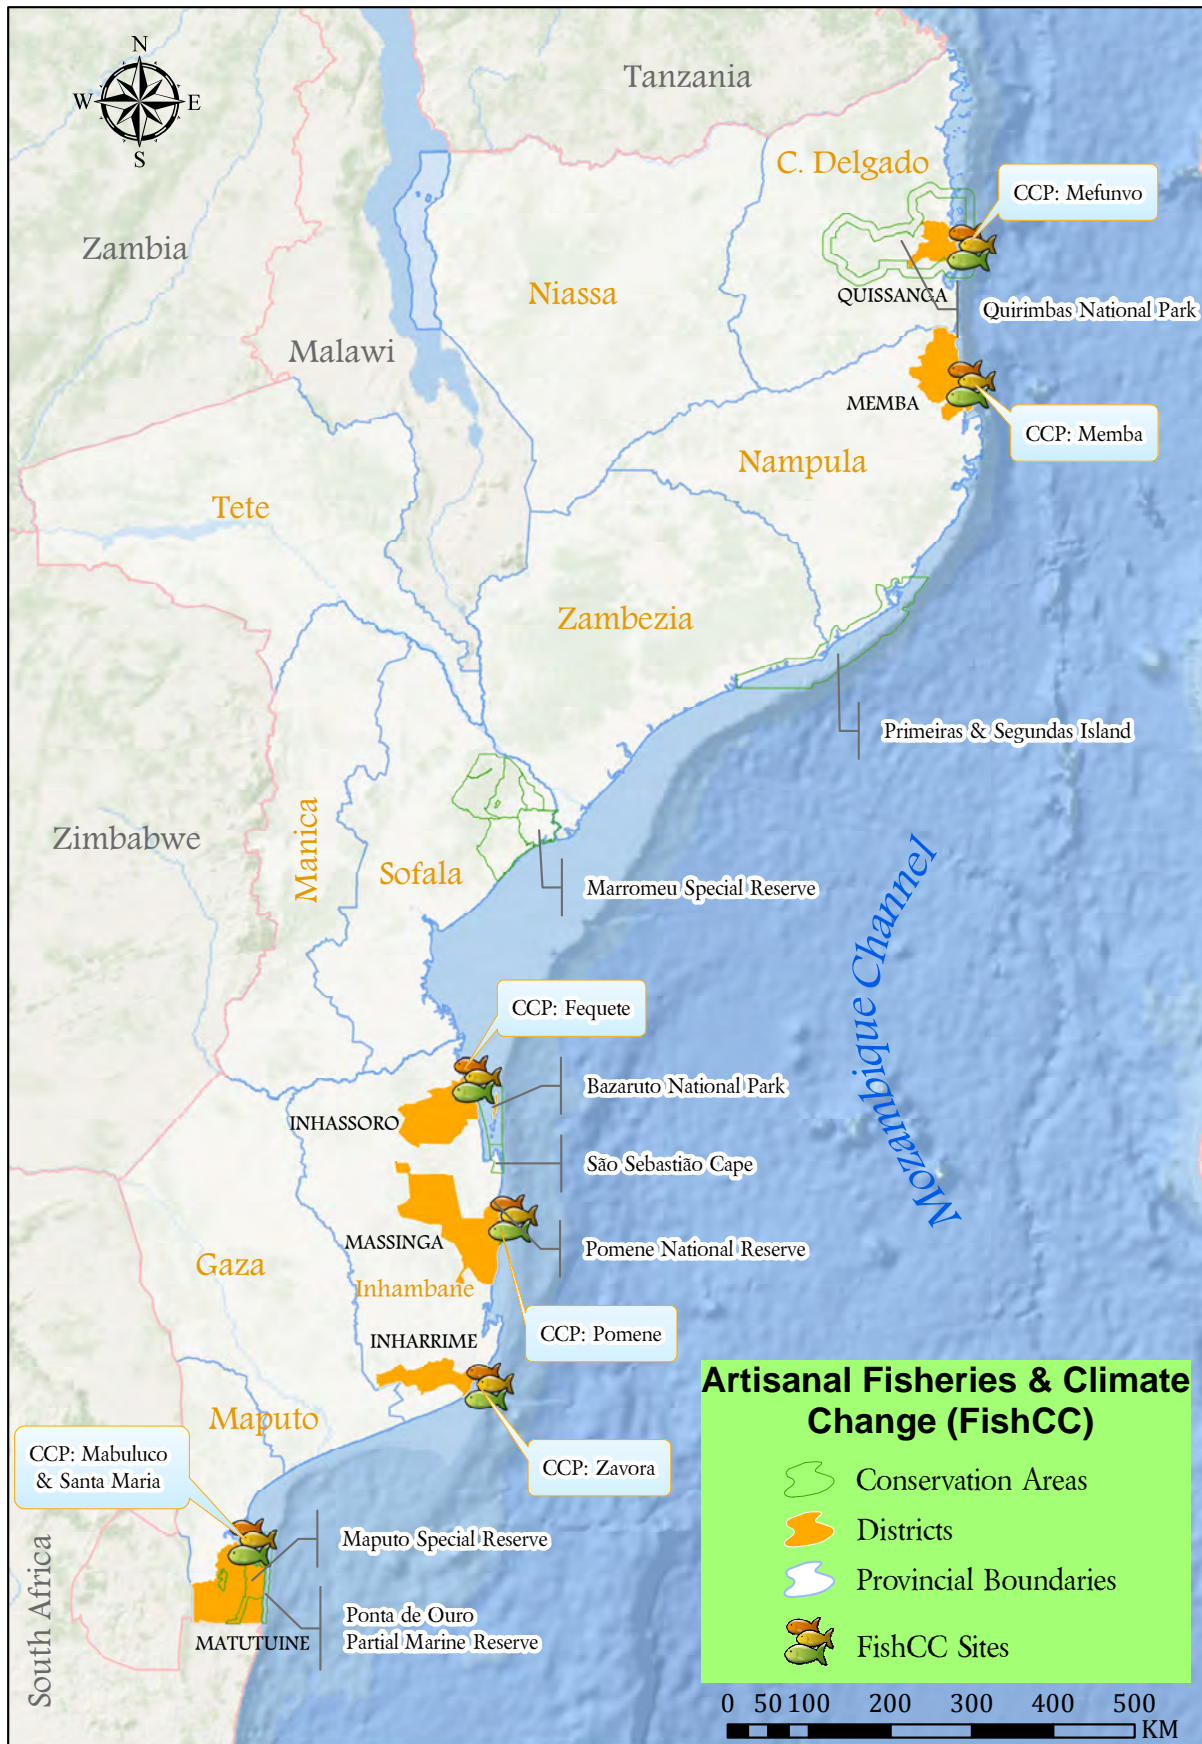 N
W
E
S
Tanzania
C. Delgado
CCP: Mefunvo
Zambia
Niassa
QUISSANGA
Quirimbas National Park
Malawi
MEMBA
CCP: Memba
Nampula
Tete
Zambezia
Primeiras & Segundas Island
Zimbabwe
Manica
Sofala
Marromeu Special Reserve
Mozambique Channel
CCP: Fequete
Bazaruto National Park
INHASSORO
São Sebastião Cape
MASSINGA
Pomene National Reserve
Gaza
Inhambane
CCP: Pomene
INHARRIME
Maputo
CCP: Zavora
CCP: Mabuluco
& Santa Maria
Maputo Special Reserve
Ponta de Ouro
Partial Marine Reserve
MATUTUINE
South Africa
Artisanal Fisheries & Climate
Change (FishCC)
Conservation Areas
Districts
Provincial Boundaries
FishCC Sites
0 50 100 200 300 400 500
KM